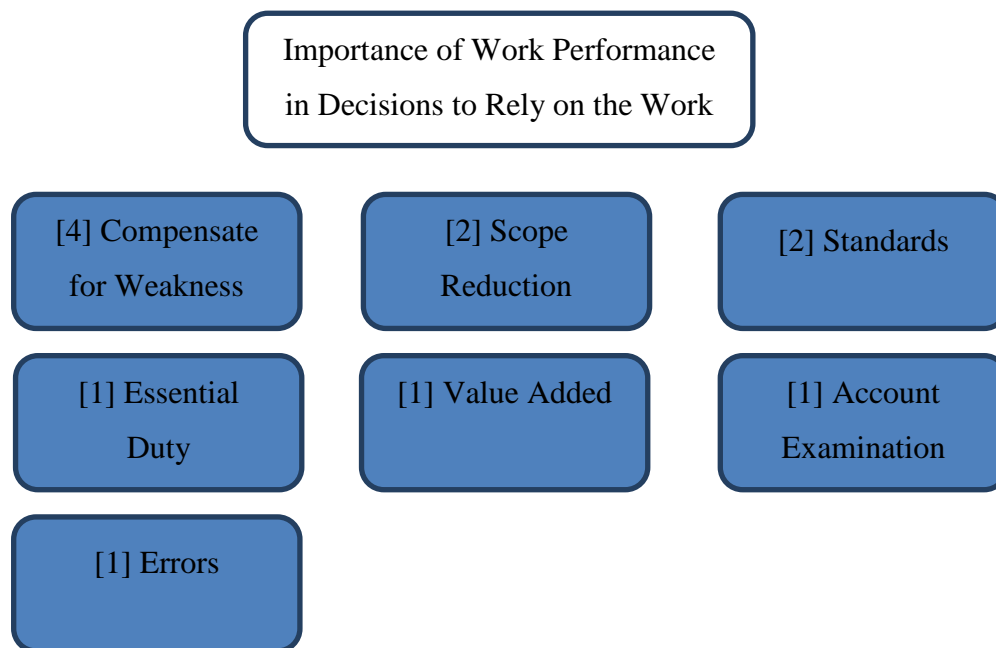 Importance of Work Performance
in Decisions to Rely on the Work
[4] Compensate
for Weakness
[2] Scope
Reduction
[2] Standards
[1] Essential
Duty
[1] Value Added
[1] Account
Examination
[1] Errors